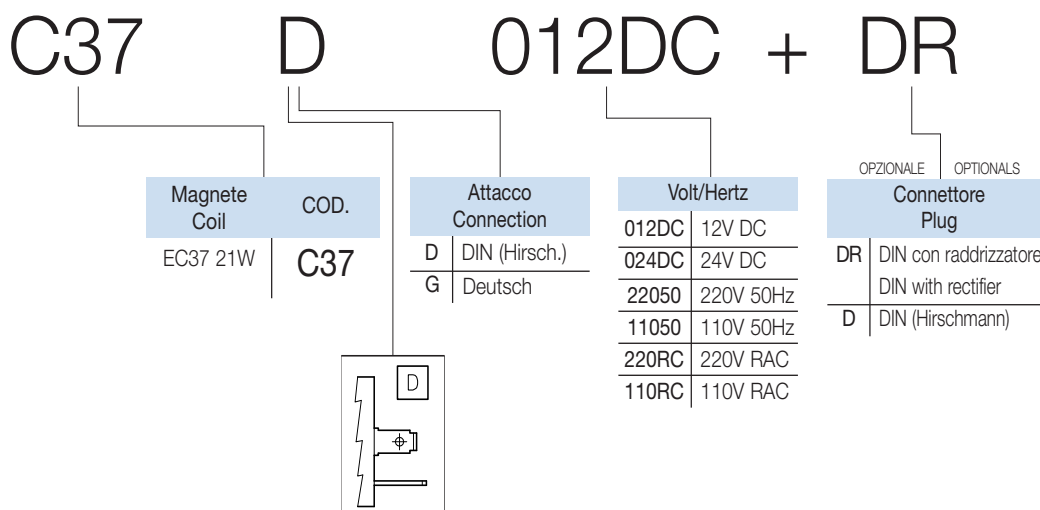 C37 D 012DC + DR
OPZIONALE OPTIONALS
Magnete
Coil
COD.
EC37 21W
C37
Attacco
Connection
D DIN (Hirsch.)
G Deutsch
D
Volt/Hertz
012DC 12V DC
024DC 24V DC
22050 220V 50Hz
11050 110V 50Hz
220RC 220V RAC
110RC 110V RAC
Connettore
Plug
DR DIN con raddrizzatore
DIN with rectifier
D DIN (Hirschmann)